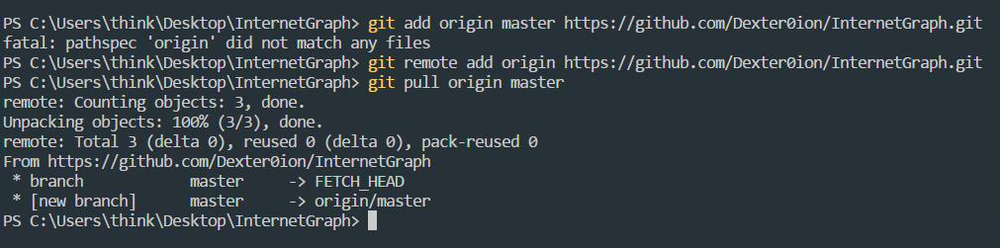 PS C:\Users\think\Desktop\InternetGraph> git add origin master https://github.com/Dexter0ion/InternetGraph.git
fatal: pathspec 'origin' did not match any files
PS C:\Users\think\Desktop\InternetGraph> git remote add origin https://github.com/Dexter0ion/InternetGraph.git
PS C:\Users\think\Desktop\InternetGraph> git pull origin master
remote: Counting objects: 3, done.
Unpacking objects: 100% (3/3), done.
remote: Total 3 (delta 0), reused 0 (delta 0), pack-reused 0
From https://github.com/Dexter0ion/InternetGraph
 * branch            master     -> FETCH_HEAD
 * [new branch]      master     -> origin/master
PS C:\Users\think\Desktop\InternetGraph>